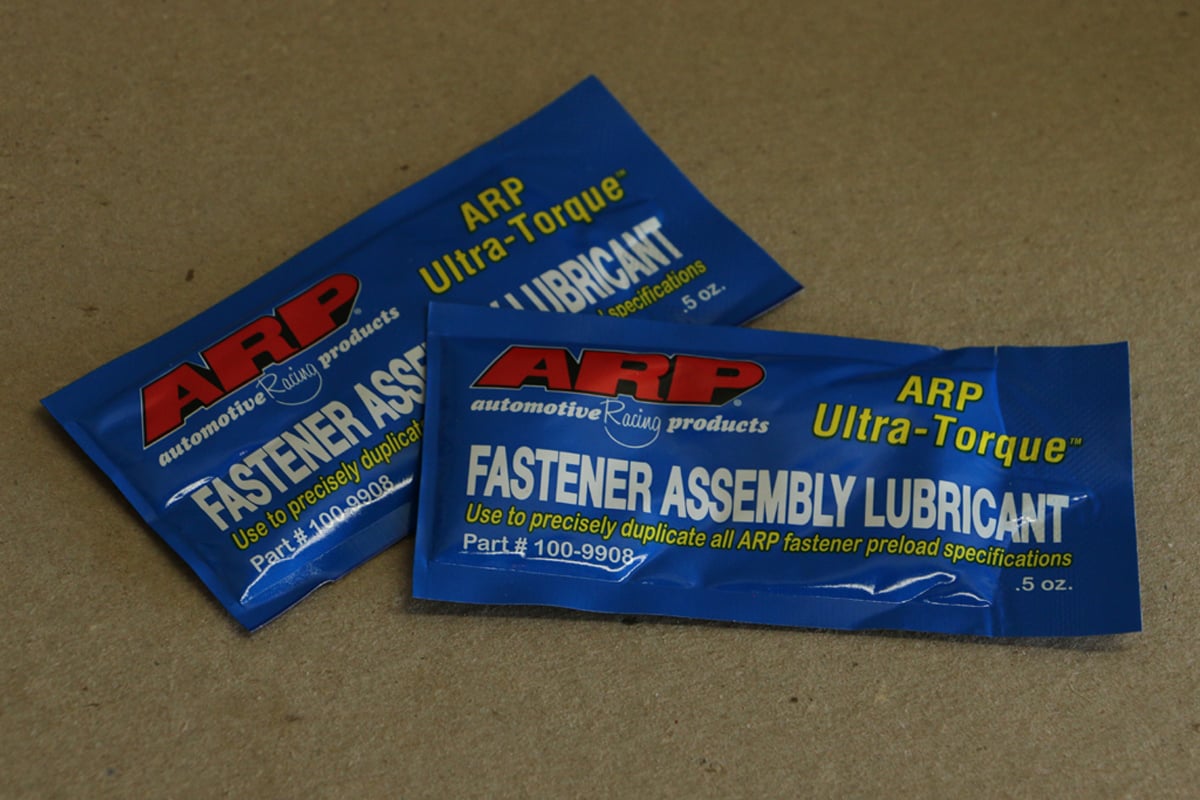 ARP
Ultra-Torque™
ARP®
automotive Racing products
FASTENER ASSE LUBRICANT
Use to precisely duplicate specifications
Part # 100-9908
.5 oz.
ARP®
automotive Racing products
ARP
Ultra-Torque™
FASTENER ASSEMBLY LUBRICANT
Use to precisely duplicate all ARP fastener preload specifications
Part # 100-9908
.5 oz.